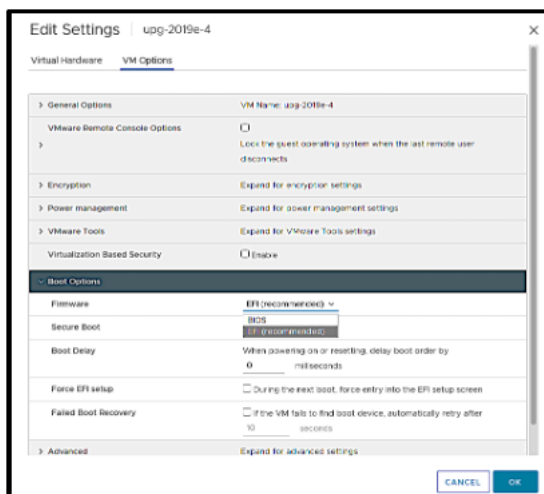 Edit Settings | upg-2019e-4
Virtual Hardware VM Options
General Options VM Name: upg-2019e-4
VMware Remote Console Options
Lock the guest operating system when the last remote user
disconnects
Encryption Expand for encryption settings
Power management Expand for power management settings
VMware Tools Expand for VMware Tools settings
Virtualization Based Security Enable
Boot Options
Firmware EFI (recommended)
BIOS
EFI (recommended)
Secure Boot
Boot Delay When powering on or resetting, delay boot order by
0 milliseconds
Force EFI setup During the next boot, force entry into the EFI setup screen
Failed Boot Recovery If the VM fails to find boot device, automatically retry after
10 seconds
Advanced Expand for advanced settings
CANCEL OK